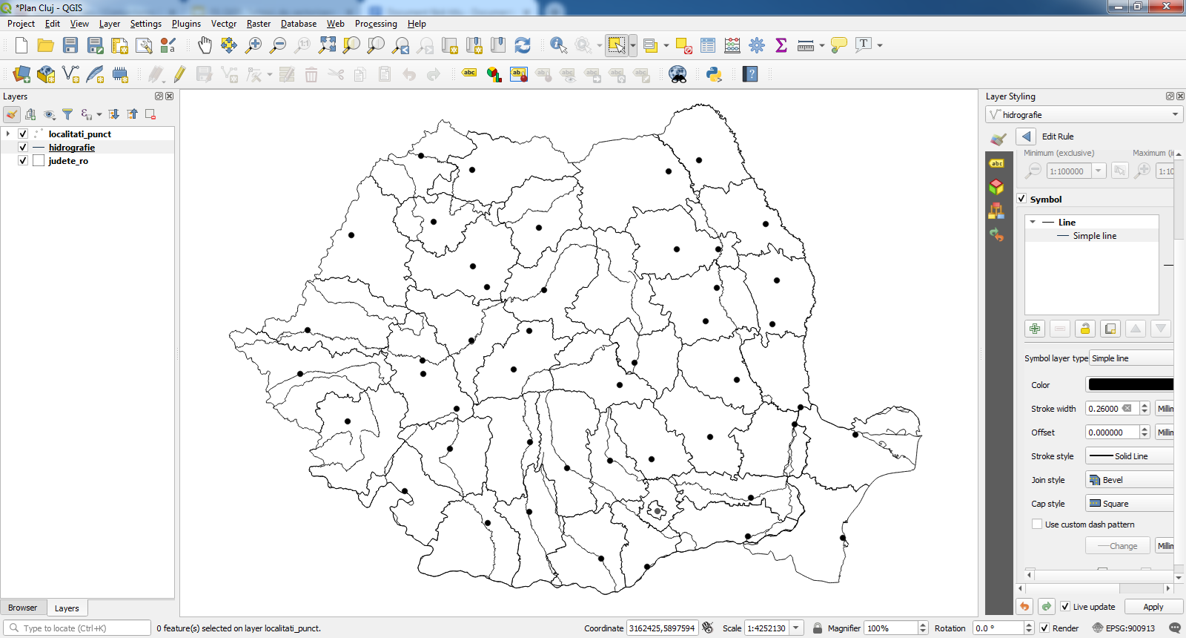 *Plan Cluj - QGIS
Project Edit View Layer Settings Plugins Vector Raster Database Web Processing Help
Layers
localitati_punct
hidrografie
judete_ro
Browser Layers
Layer Styling
hidrografie
Edit Rule
Minimum (exclusive) Maximum (i
1:100000 1:10
Symbol
Line
Simple line
Symbol layer type Simple line
Color
Stroke width 0.26000 Millin
Offset 0.000000 Millin
Stroke style Solid Line
Join style Bevel
Cap style Square
Use custom dash pattern
Change Millin
Live update Apply
Type to locate (Ctrl+K) 0 feature(s) selected on layer localitati_punct. Coordinate 3162425,5897594 Scale 1:4252130 Magnifier 100% Rotation 0.0 ° Render EPSG:900913